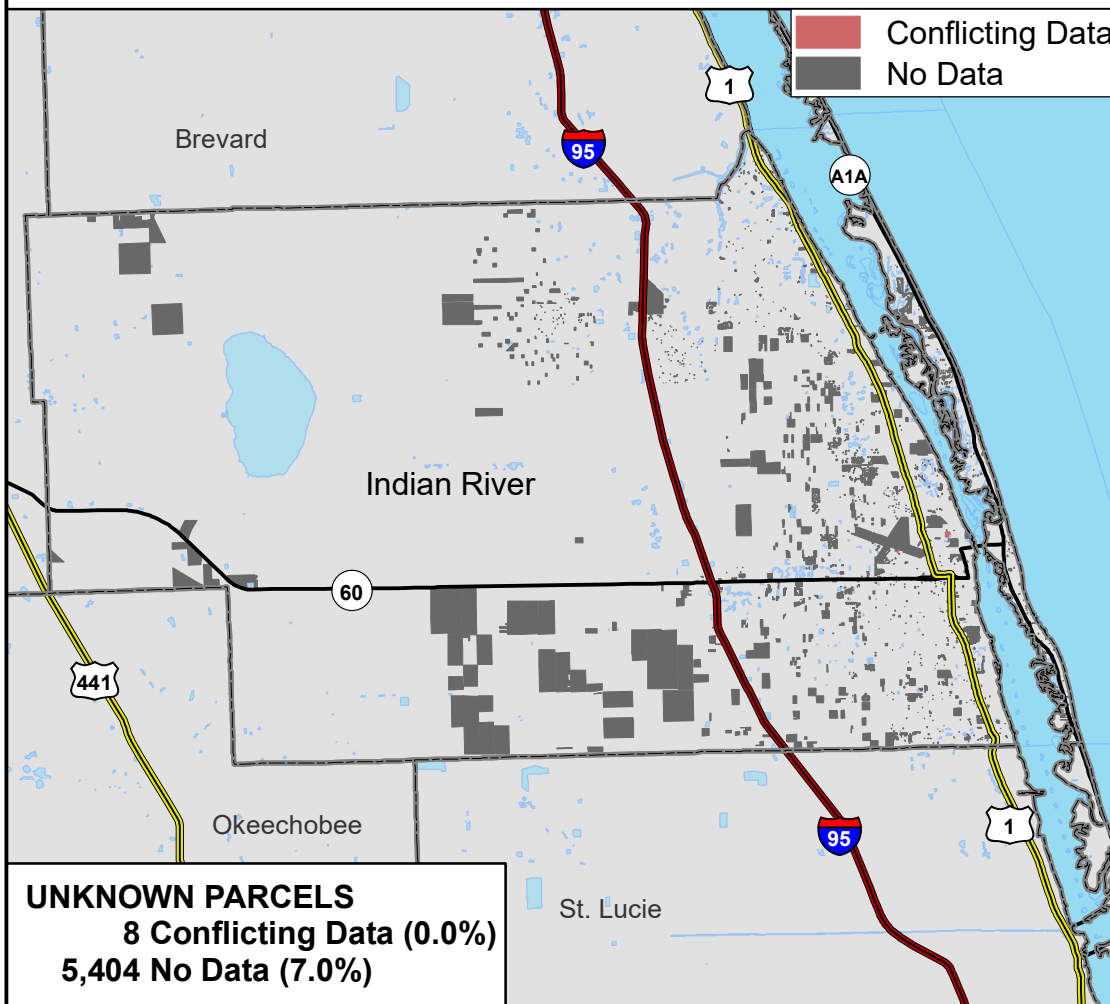 Conflicting Data
No Data
1
Brevard
95
A1A
Indian River
60
441
Okeechobee
1
95
St. Lucie
UNKNOWN PARCELS
8 Conflicting Data (0.0%)
5,404 No Data (7.0%)